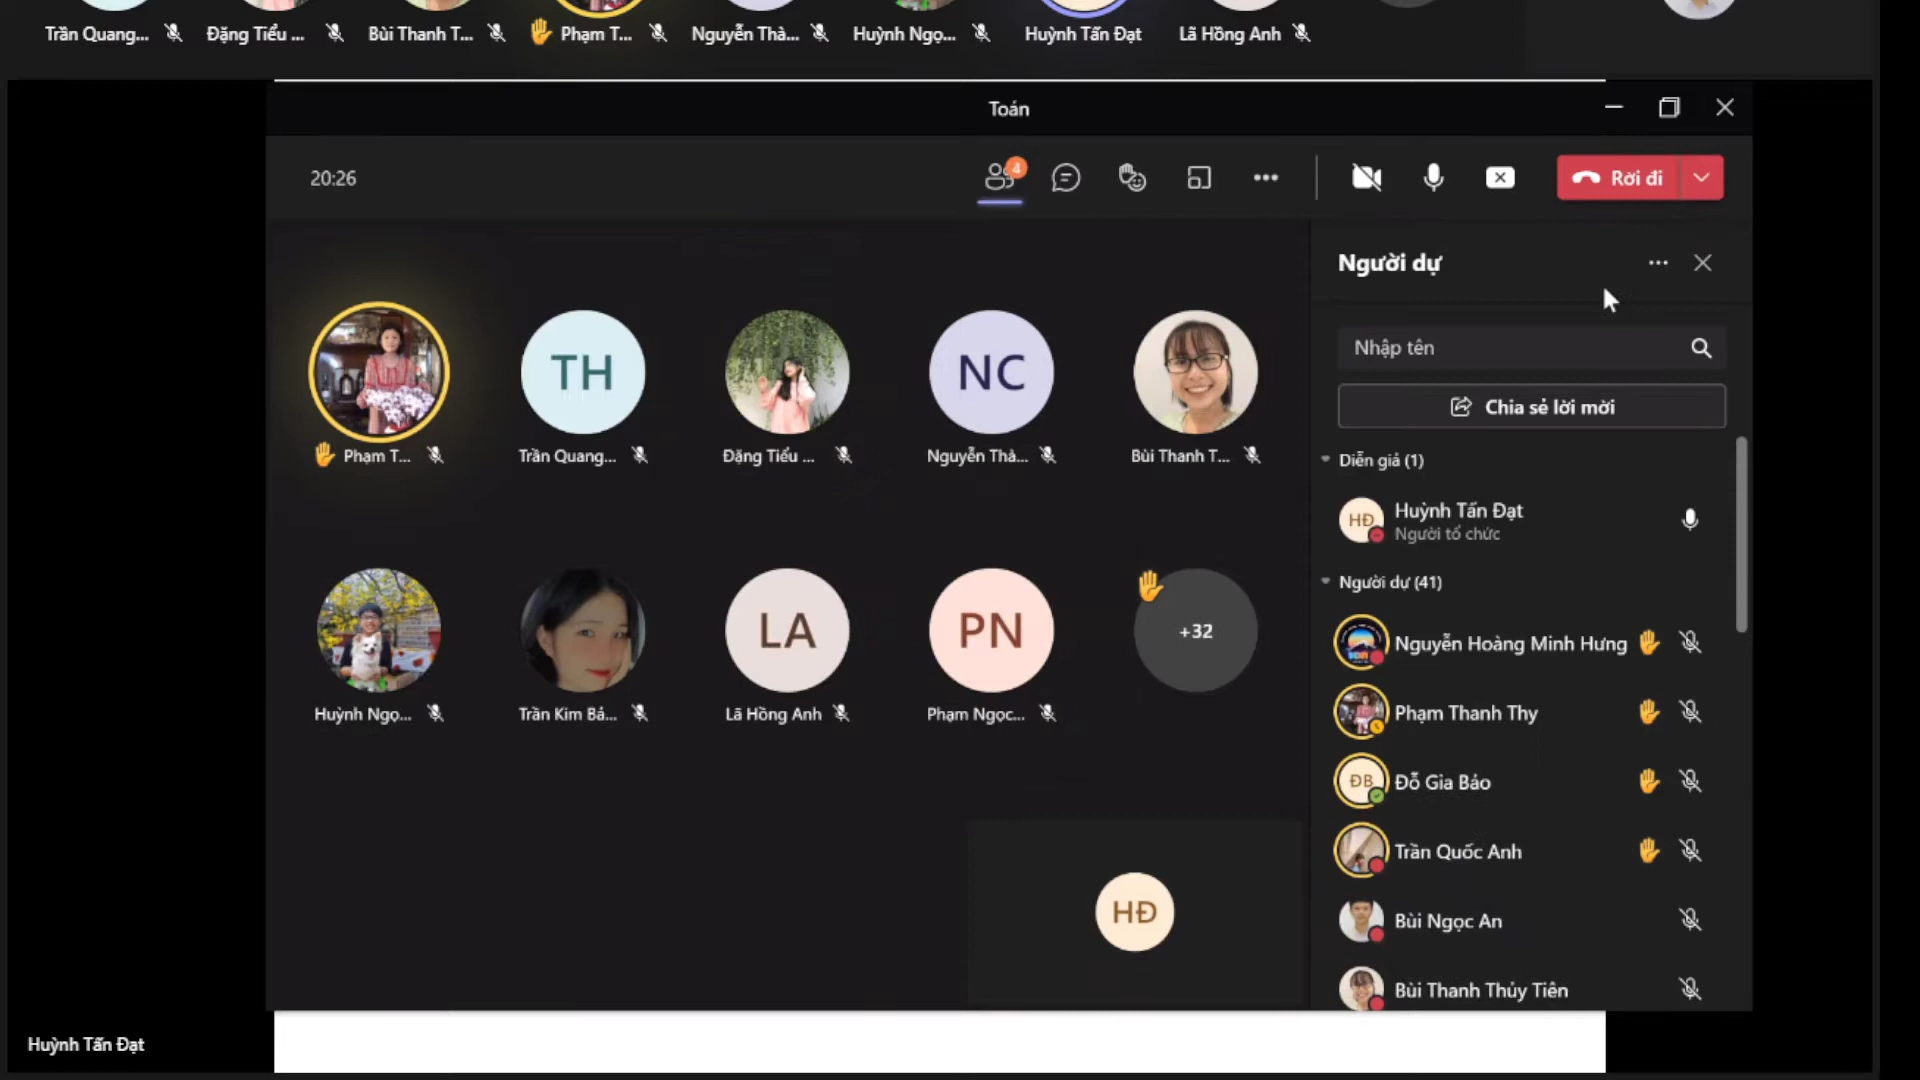 Trần Quang...
Đặng Tiểu ...
Bùi Thanh T...
Phạm T...
Nguyễn Thà...
Huỳnh Ngọ...
Huỳnh Tấn Đạt
Lã Hồng Anh
Toán
20:26
4
Rời đi
Người dự
Nhập tên
Chia sẻ lời mời
Diễn giả (1)
HĐ
Huỳnh Tấn Đạt
Người tổ chức
Người dự (41)
Nguyễn Hoàng Minh Hưng
Phạm Thanh Thy
ĐB
Đỗ Gia Bảo
Trần Quốc Anh
Bùi Ngọc An
Bùi Thanh Thủy Tiên
TH
NC
Phạm T...
Trần Quang...
Đặng Tiểu ...
Nguyễn Thà...
Bùi Thanh T...
LA
PN
+32
Huỳnh Ngọ...
Trần Kim Bả...
Lã Hồng Anh
Phạm Ngọc...
HĐ
Huỳnh Tấn Đạt